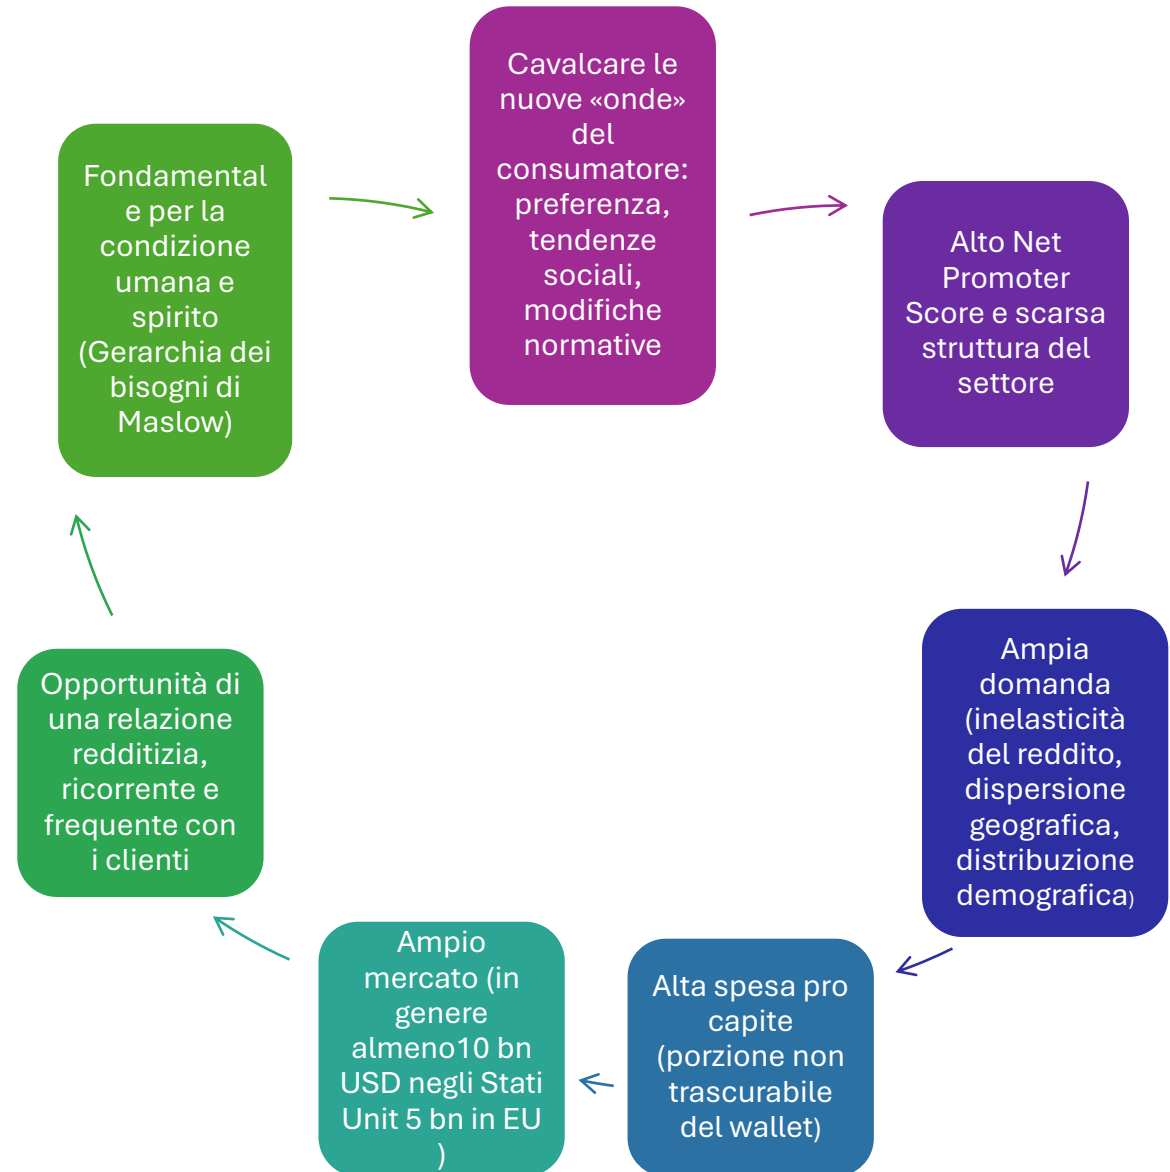 Cavalcare le
nuove «onde»
del
consumatore:
preferenza,
tendenze
sociali,
modifiche
normative
Alto Net
Promoter
Score e scarsa
struttura del
settore
Ampia
domanda
(inelasticità
del reddito,
dispersione
geografica,
distribuzione
demografica)
Alta spesa pro
capite
(porzione non
trascurabile
del wallet)
Ampio
mercato (in
genere
almeno10 bn
USD negli Stati
Unit 5 bn in EU
)
Opportunità di
una relazione
redditizia,
ricorrente e
frequente con
i clienti
Fondamental
e per la
condizione
umana e
spirito
(Gerarchia dei
bisogni di
Maslow)